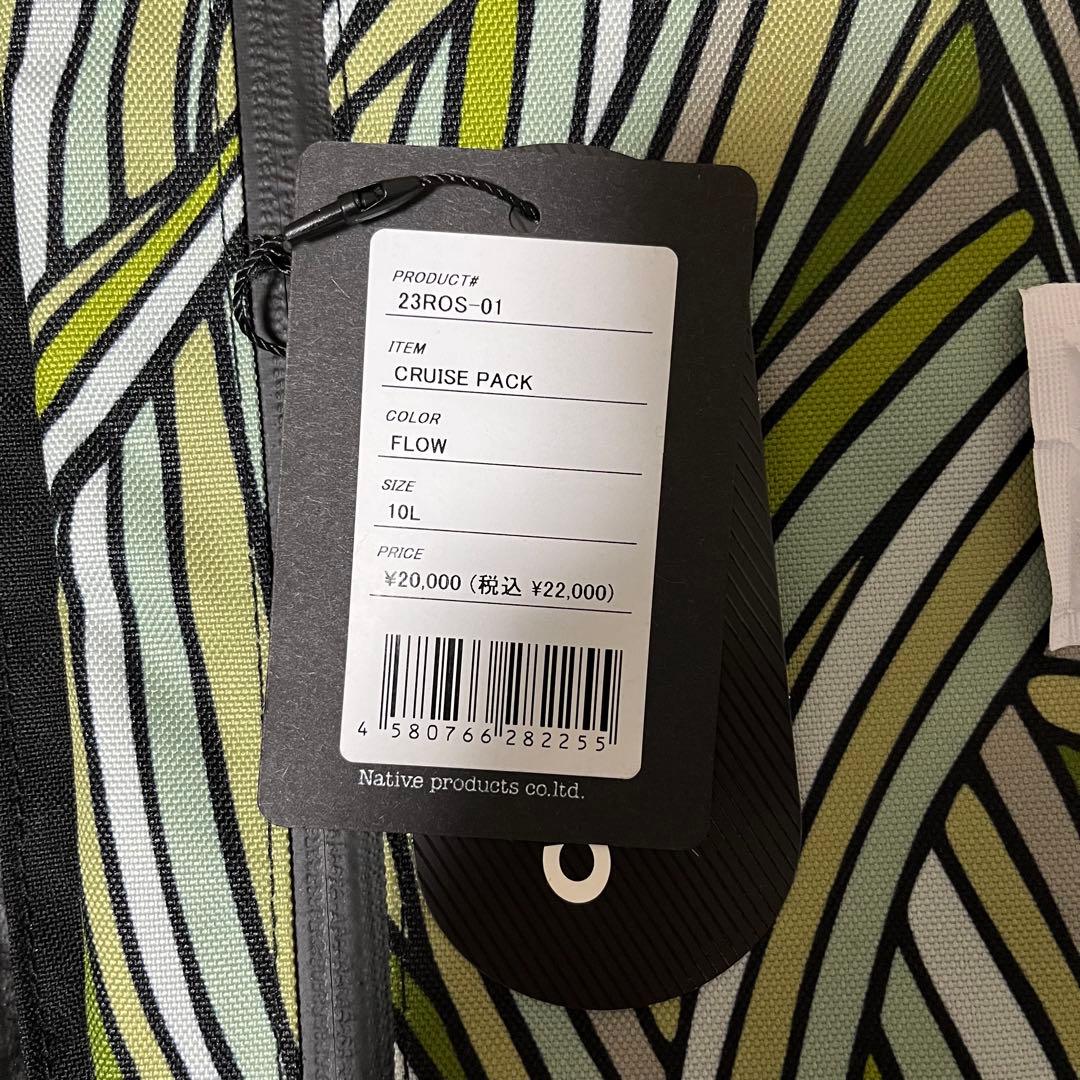 PRODUCT#
23ROS-01
ITEM
CRUISE PACK
COLOR
FLOW
SIZE
10L
PRICE
¥20,000 (税込 ¥22,000)
4 580766 282255
Native products co.ltd.